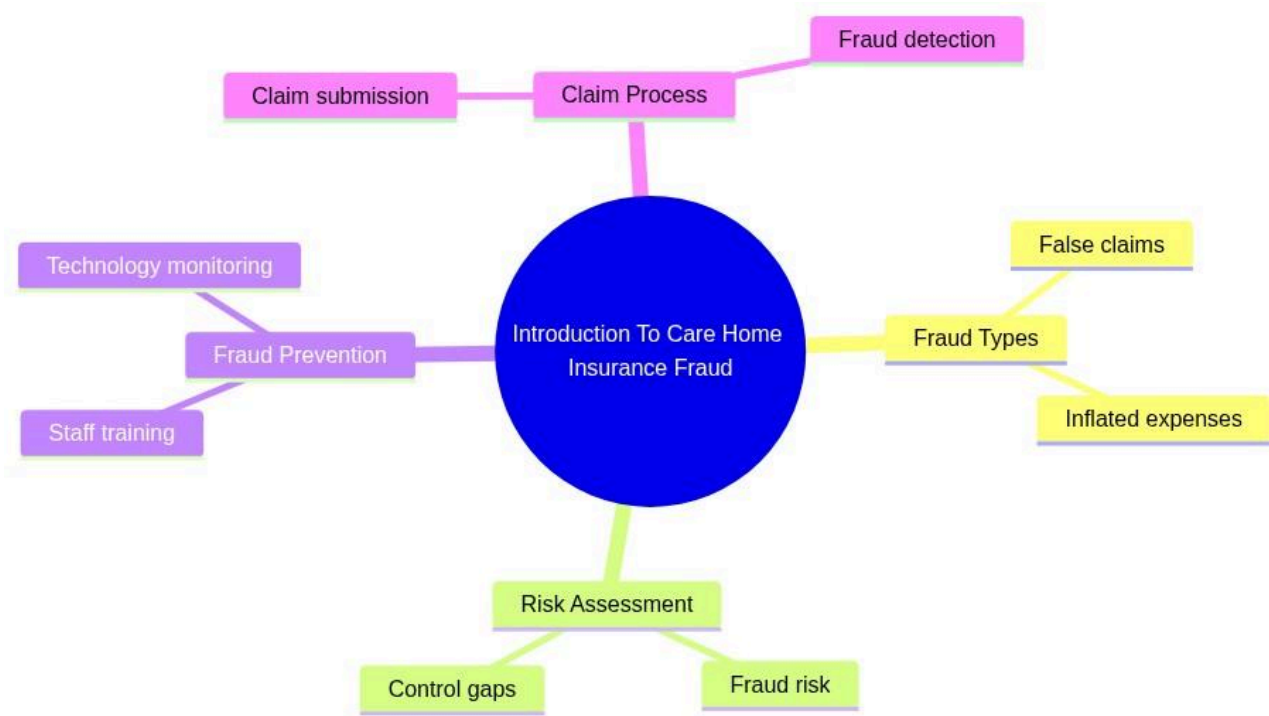 Fraud detection
Claim submission
Claim Process
False claims
Technology monitoring
Introduction To Care Home
Insurance Fraud
Fraud Types
Fraud Prevention
Inflated expenses
Staff training
Risk Assessment
Control gaps
Fraud risk